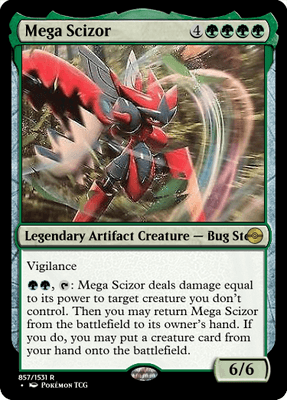 Mega Scizor 4
Legendary Artifact Creature — Bug
Vigilance
: Mega Scizor deals damage equal
to its power to target creature you don't
control. Then you may return Mega Scizor
from the battlefield to its owner's hand. If
you do, you may put a creature card from
your hand onto the battlefield.
6/6
857/1531 R
• POKÉMON TCG